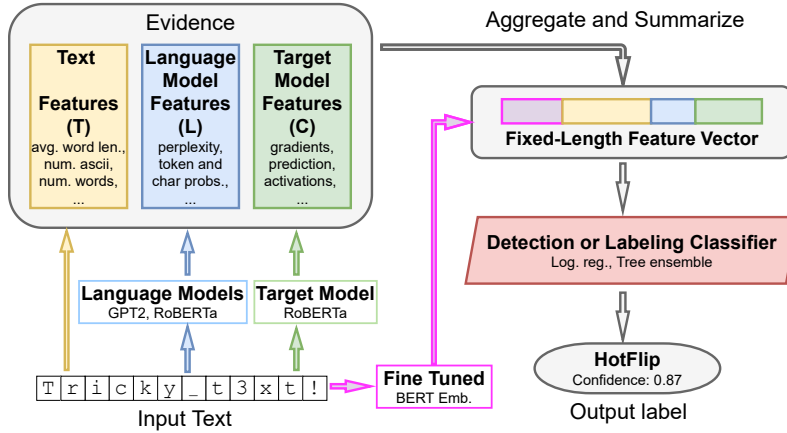 Evidence
Text
Features
(T)
avg. word len.,
num. ascii,
num. words,
...
Language
Model
Features
(L)
perplexity,
token and
char probs.,
...
Target
Model
Features
(C)
gradients,
prediction,
activations,
...
Aggregate and Summarize
Fixed-Length Feature Vector
Detection or Labeling Classifier
Log. reg., Tree ensemble
HotFlip
Confidence: 0.87
Output label
Language Models
GPT2, RoBERTa
Target Model
RoBERTa
Fine Tuned
BERT Emb.
Tricky_t3xt!
Input Text